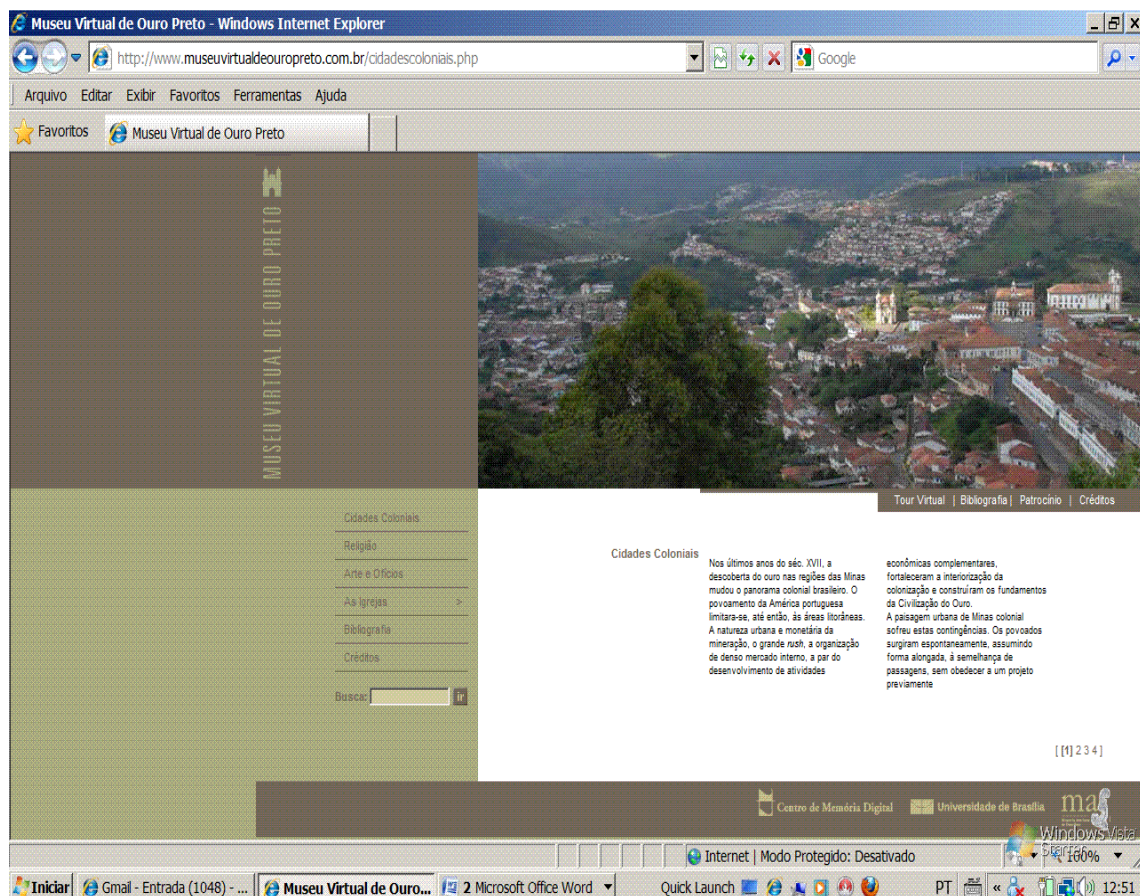 Museu Virtual de Ouro Preto - Windows Internet Explorer
http://www.museuvirtualdeouropreto.com.br/cidadescoloniais.php
Google
Arquivo Editar Exibir Favoritos Ferramentas Ajuda
Favoritos
Museu Virtual de Ouro Preto
MUSEU VIRTUAL DE OURO PRETO
Tour Virtual | Bibliografia | Patrocínio | Créditos
Cidades Coloniais
Religião
Arte e Ofícios
As Igrejas >
Bibliografia
Créditos
Busca: ir
Cidades Coloniais
Nos últimos anos do séc. XVII, a
descoberta do ouro nas regiões das Minas
mudou o panorama colonial brasileiro. O
povoamento da América portuguesa
limitara-se, até então, às áreas litorâneas.
A natureza urbana e monetária da
mineração, o grande rush, a organização
de denso mercado interno, a par do
desenvolvimento de atividades
econômicas complementares,
fortaleceram a interiorização da
colonização e construíram os fundamentos
da Civilização do Ouro.
A paisagem urbana de Minas colonial
sofreu estas contingências. Os povoados
surgiram espontaneamente, assumindo
forma alongada, à semelhança de
passagens, sem obedecer a um projeto
previamente
[ [1] 2 3 4 ]
Centro de Memória Digital
Universidade de Brasília
Windows Vista
Internet | Modo Protegido: Desativado
100%
Iniciar
Gmail - Entrada (1048) - ...
Museu Virtual de Ouro...
2 Microsoft Office Word
Quick Launch
PT
«
12:51